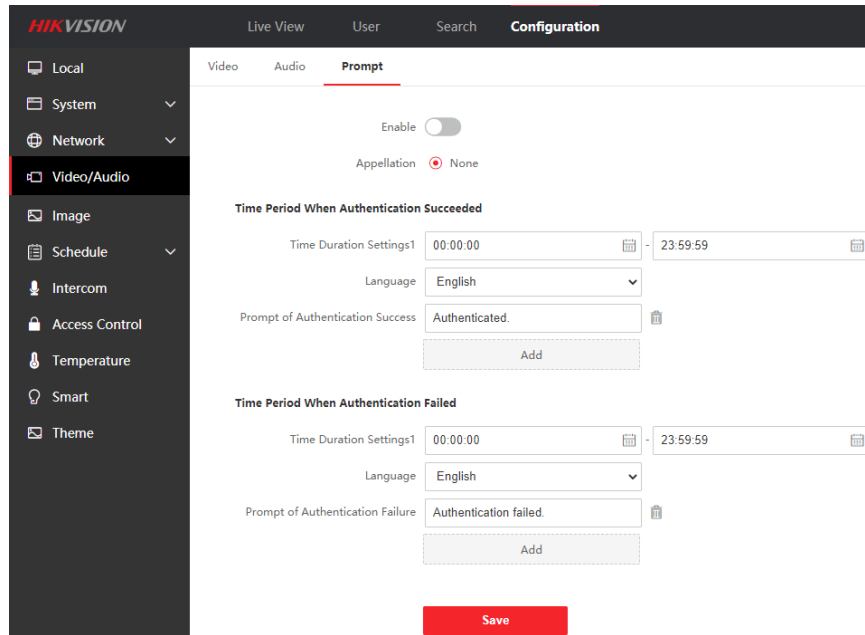 HIKVISION Live View User Search Configuration
Local
System
Network
Video/Audio
Image
Schedule
Intercom
Access Control
Temperature
Smart
Theme
Video Audio Prompt
Enable
Appellation None
Time Period When Authentication Succeeded
Time Duration Settings1 00:00:00 - 23:59:59
Language English
Prompt of Authentication Success Authenticated.
Add
Time Period When Authentication Failed
Time Duration Settings1 00:00:00 - 23:59:59
Language English
Prompt of Authentication Failure Authentication failed.
Add
Save